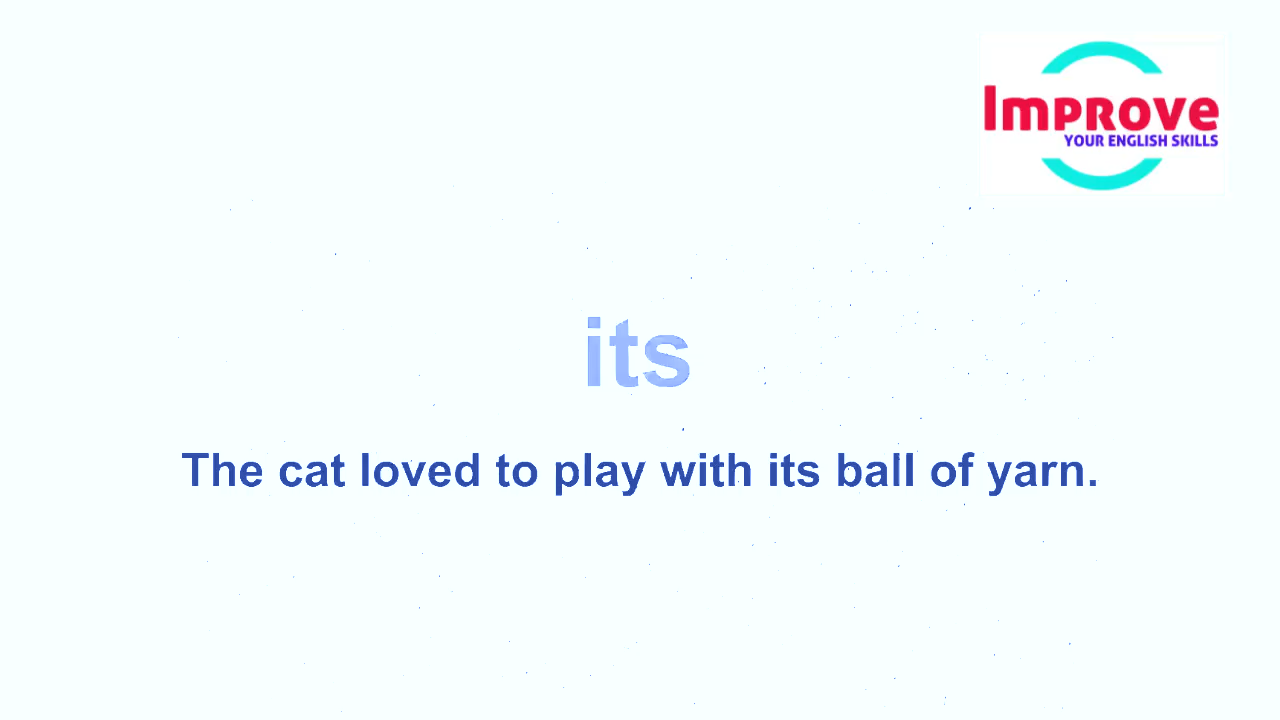 Improve
YOUR ENGLISH SKILLS
its
The cat loved to play with its ball of yarn.